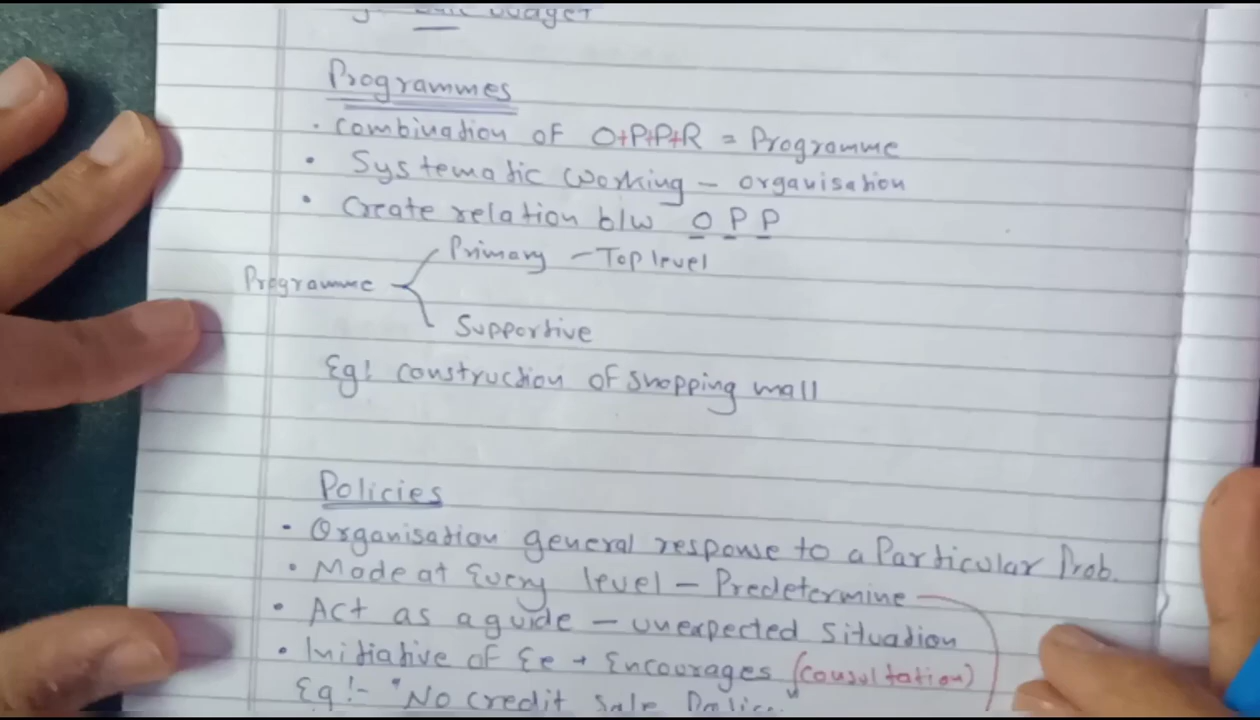 Budget
Programmes
· Combination of O+P+P+R = Programme
• Systematic working - organisation
• Create relation b/w O P P
Primary - Top level
Programme
Supportive
Eg! construction of shopping mall
Policies
• Organisation general response to a Particular Prob.
• Made at Every level - Predetermine
• Act as a guide - unexpected situation
• Initiative of Ee + Encourages (consultation)
Eg!- "No credit Sale Policy